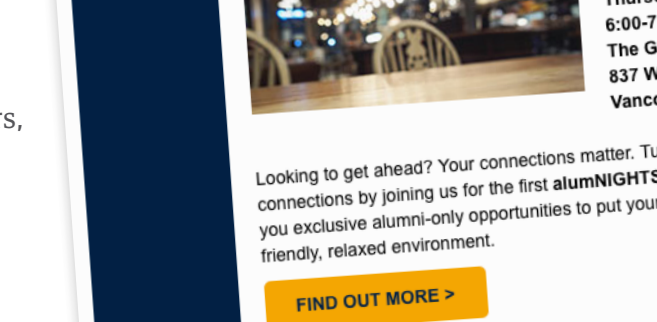 6:00-7
The G
837 W
Vanco
rs,
Looking to get ahead? Your connections matter. Tu
connections by joining us for the first alumNIGHTS
you exclusive alumni-only opportunities to put your
friendly, relaxed environment.
FIND OUT MORE >